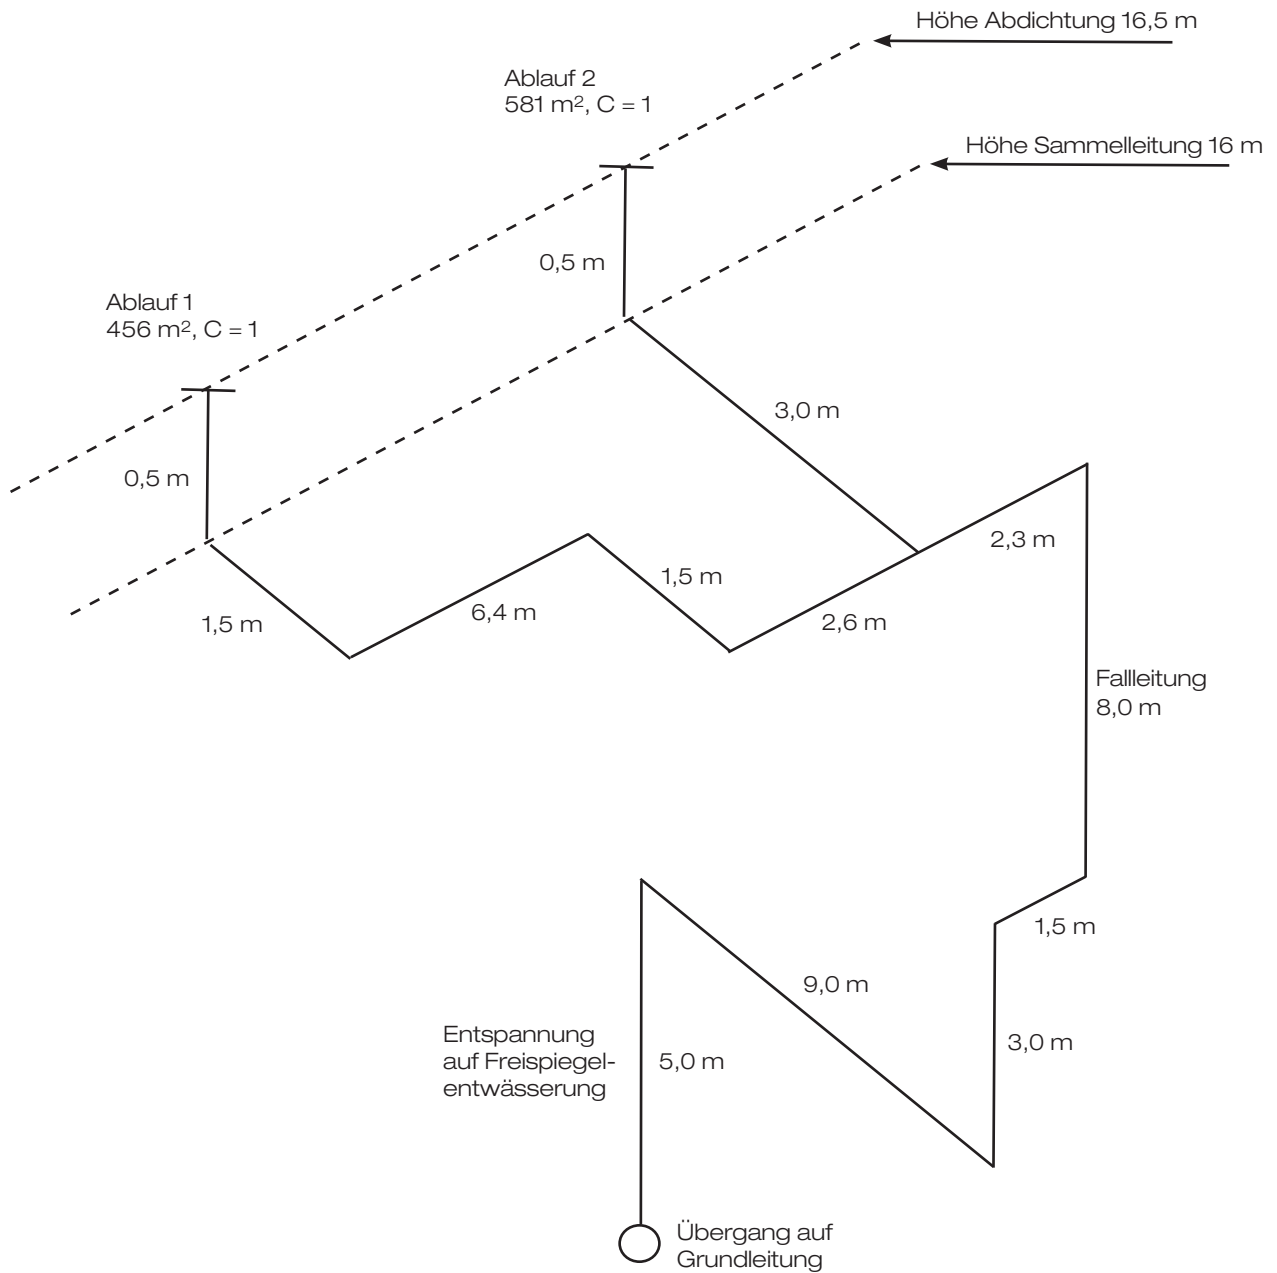 Höhe Abdichtung 16,5 m
Ablauf 2
581 m², C = 1
Höhe Sammelleitung 16 m
0,5 m
Ablauf 1
456 m², C = 1
3,0 m
0,5 m
2,3 m
1,5 m
6,4 m
1,5 m
2,6 m
Fallleitung
8,0 m
1,5 m
9,0 m
Entspannung
auf Freispiegel-
entwässerung
5,0 m
3,0 m
Übergang auf
Grundleitung